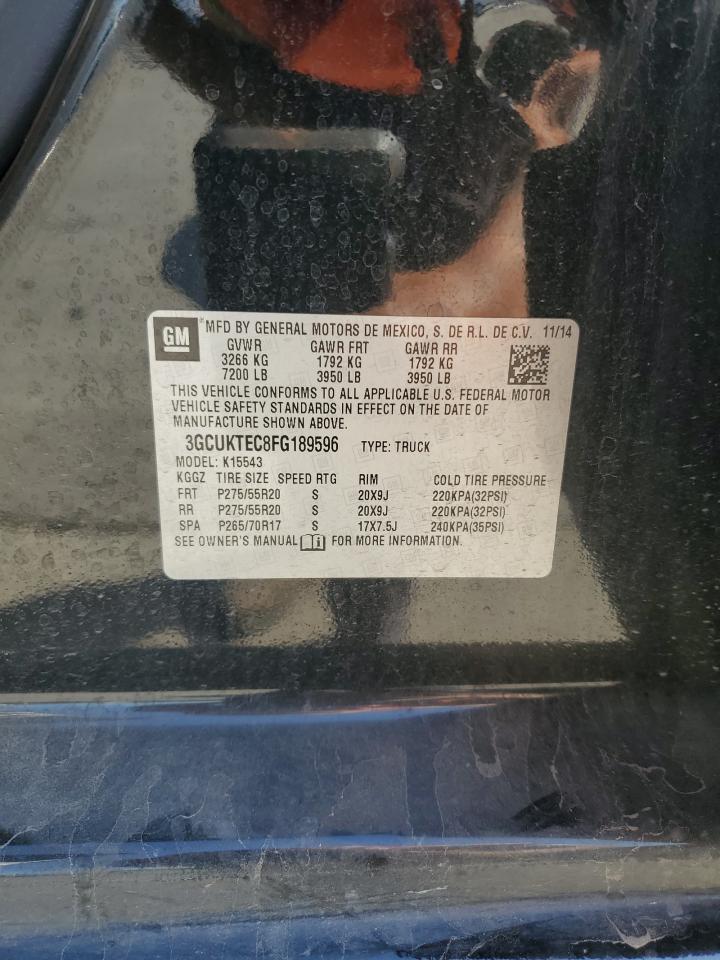 GM ® MFD BY GENERAL MOTORS DE MEXICO, S. DE R.L. DE C.V. 11/14
GVWR GAWR FRT GAWR RR
3266 KG 1792 KG 1792 KG
7200 LB 3950 LB 3950 LB
THIS VEHICLE CONFORMS TO ALL APPLICABLE U.S. FEDERAL MOTOR
VEHICLE SAFETY STANDARDS IN EFFECT ON THE DATE OF
MANUFACTURE SHOWN ABOVE.
3GCUKTEC8FG189596 TYPE: TRUCK
MODEL: K15543
KGGZ TIRE SIZE SPEED RTG RIM COLD TIRE PRESSURE
FRT P275/55R20 S 20X9J 220KPA(32PSI)
RR P275/55R20 S 20X9J 220KPA(32PSI)
SPA P265/70R17 S 17X7.5J 240KPA(35PSI)
SEE OWNER'S MANUAL i FOR MORE INFORMATION.